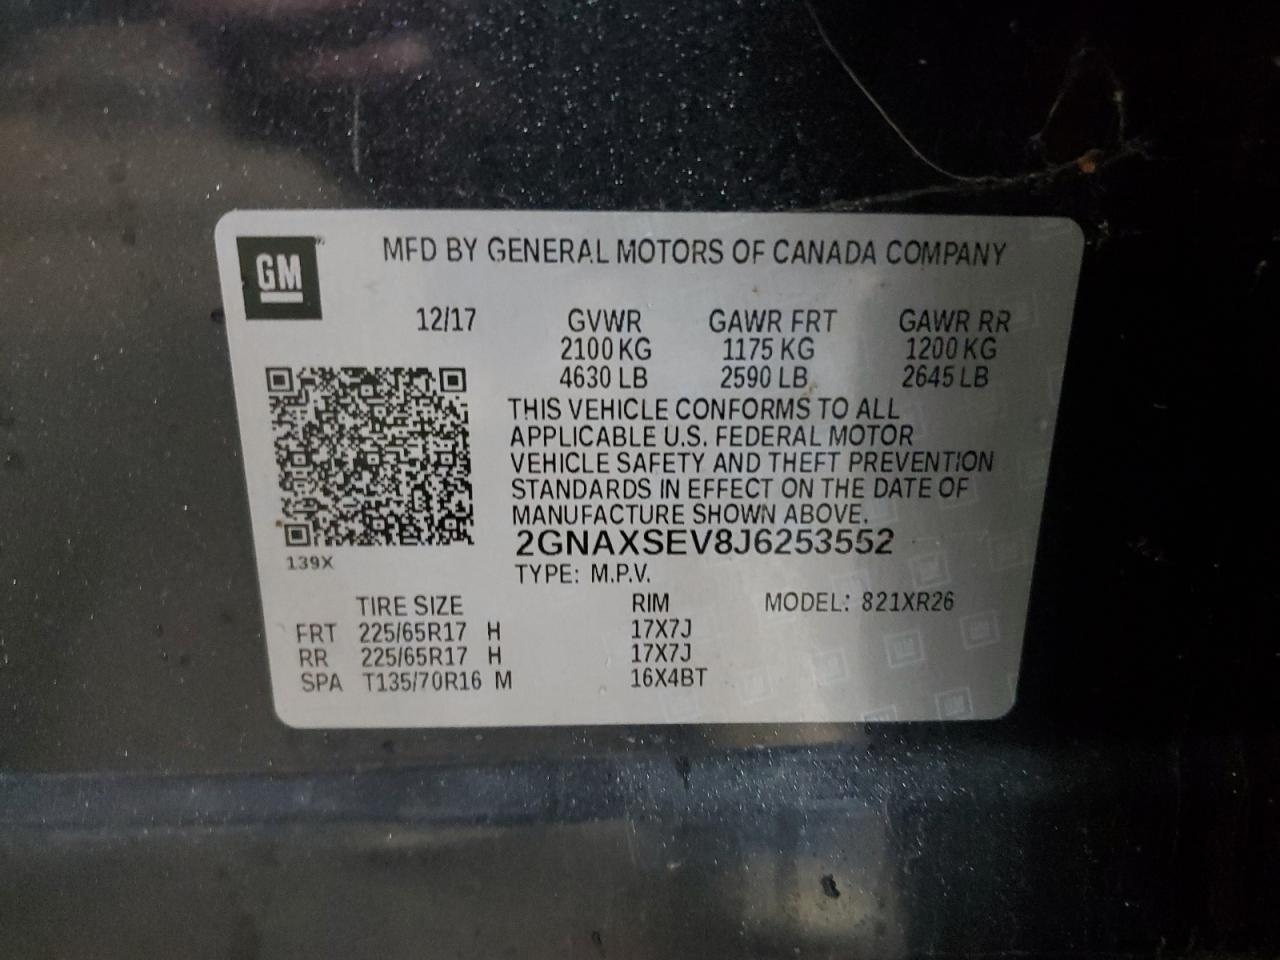 GM
MFD BY GENERAL MOTORS OF CANADA COMPANY
12/17 GVWR GAWR FRT GAWR RR
2100 KG 1175 KG 1200 KG
4630 LB 2590 LB 2645 LB
THIS VEHICLE CONFORMS TO ALL
APPLICABLE U.S. FEDERAL MOTOR
VEHICLE SAFETY AND THEFT PREVENTION
STANDARDS IN EFFECT ON THE DATE OF
MANUFACTURE SHOWN ABOVE.
2GNAXSEV8J6253552
139X
TYPE: M.P.V.
TIRE SIZE RIM MODEL: 821XR26
FRT 225/65R17 H 17X7J
RR 225/65R17 H 17X7J
SPA T135/70R16 M 16X4BT